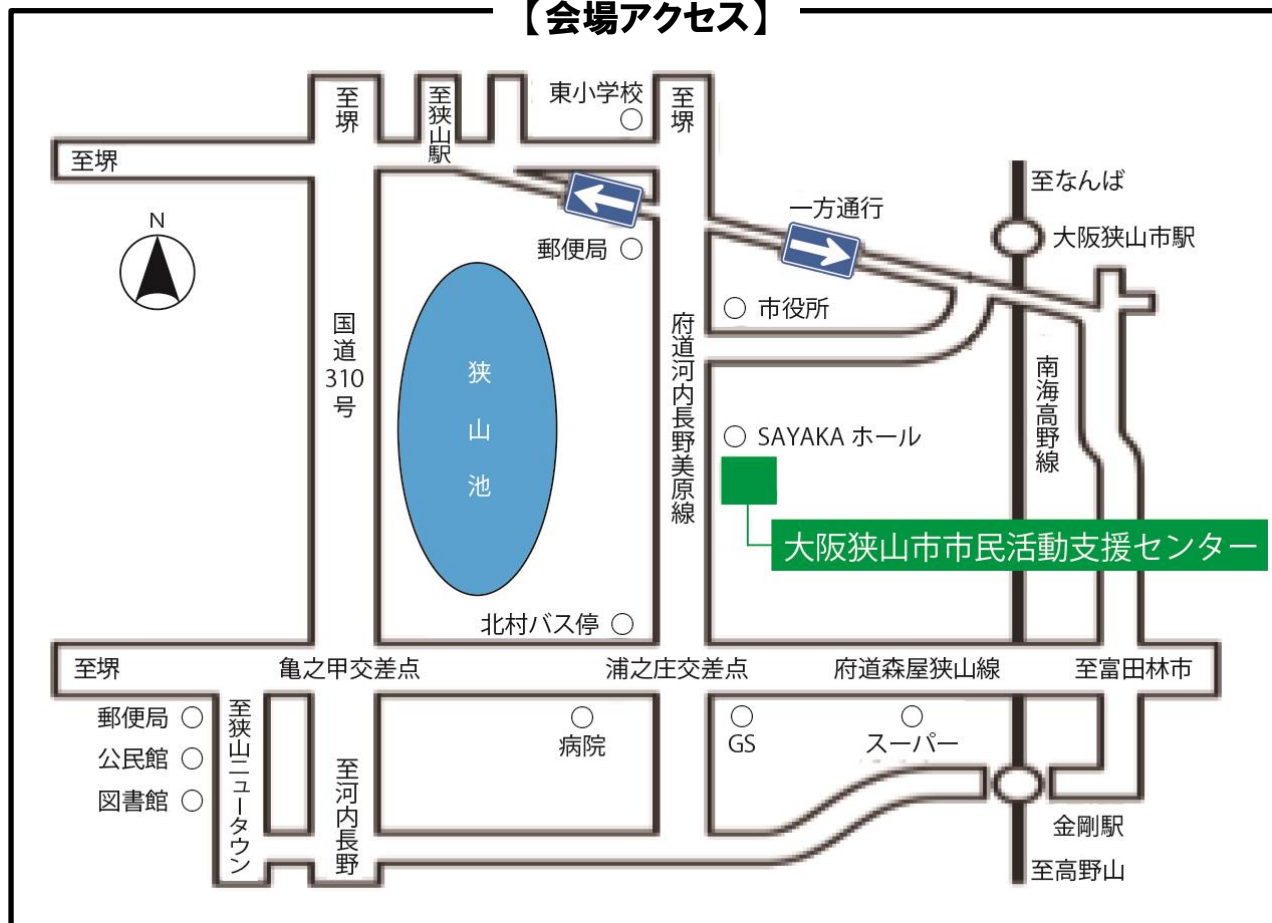 【会場アクセス】
至堺
至狭山駅
東小学校
至堺
至堺
至なんば
一方通行
大阪狭山市駅
N
郵便局
市役所
国道310号
狭山池
府道河内長野美原線
南海高野線
SAYAKA ホール
大阪狭山市市民活動支援センター
北村バス停
至堺
亀之甲交差点
浦之庄交差点
府道森屋狭山線
至富田林市
郵便局
公民館
図書館
至狭山ニュータウン
至河内長野
病院
GS
スーパー
金剛駅
至高野山